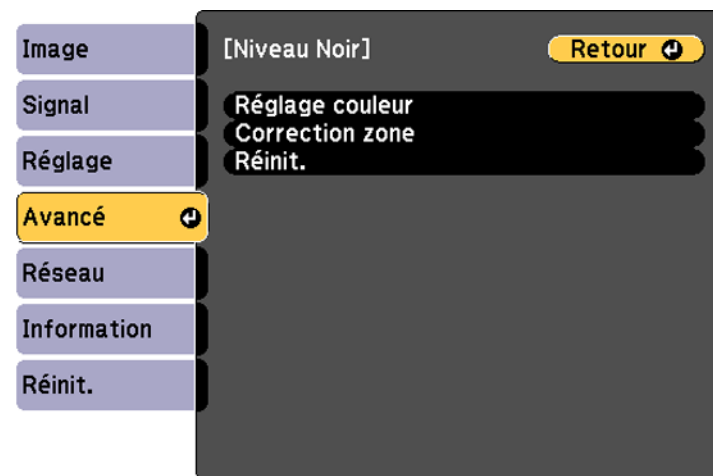 Image
Signal
Réglage
Avancé
Réseau
Information
Réinit.
[Niveau Noir]
Retour
Réglage couleur
Correction zone
Réinit.